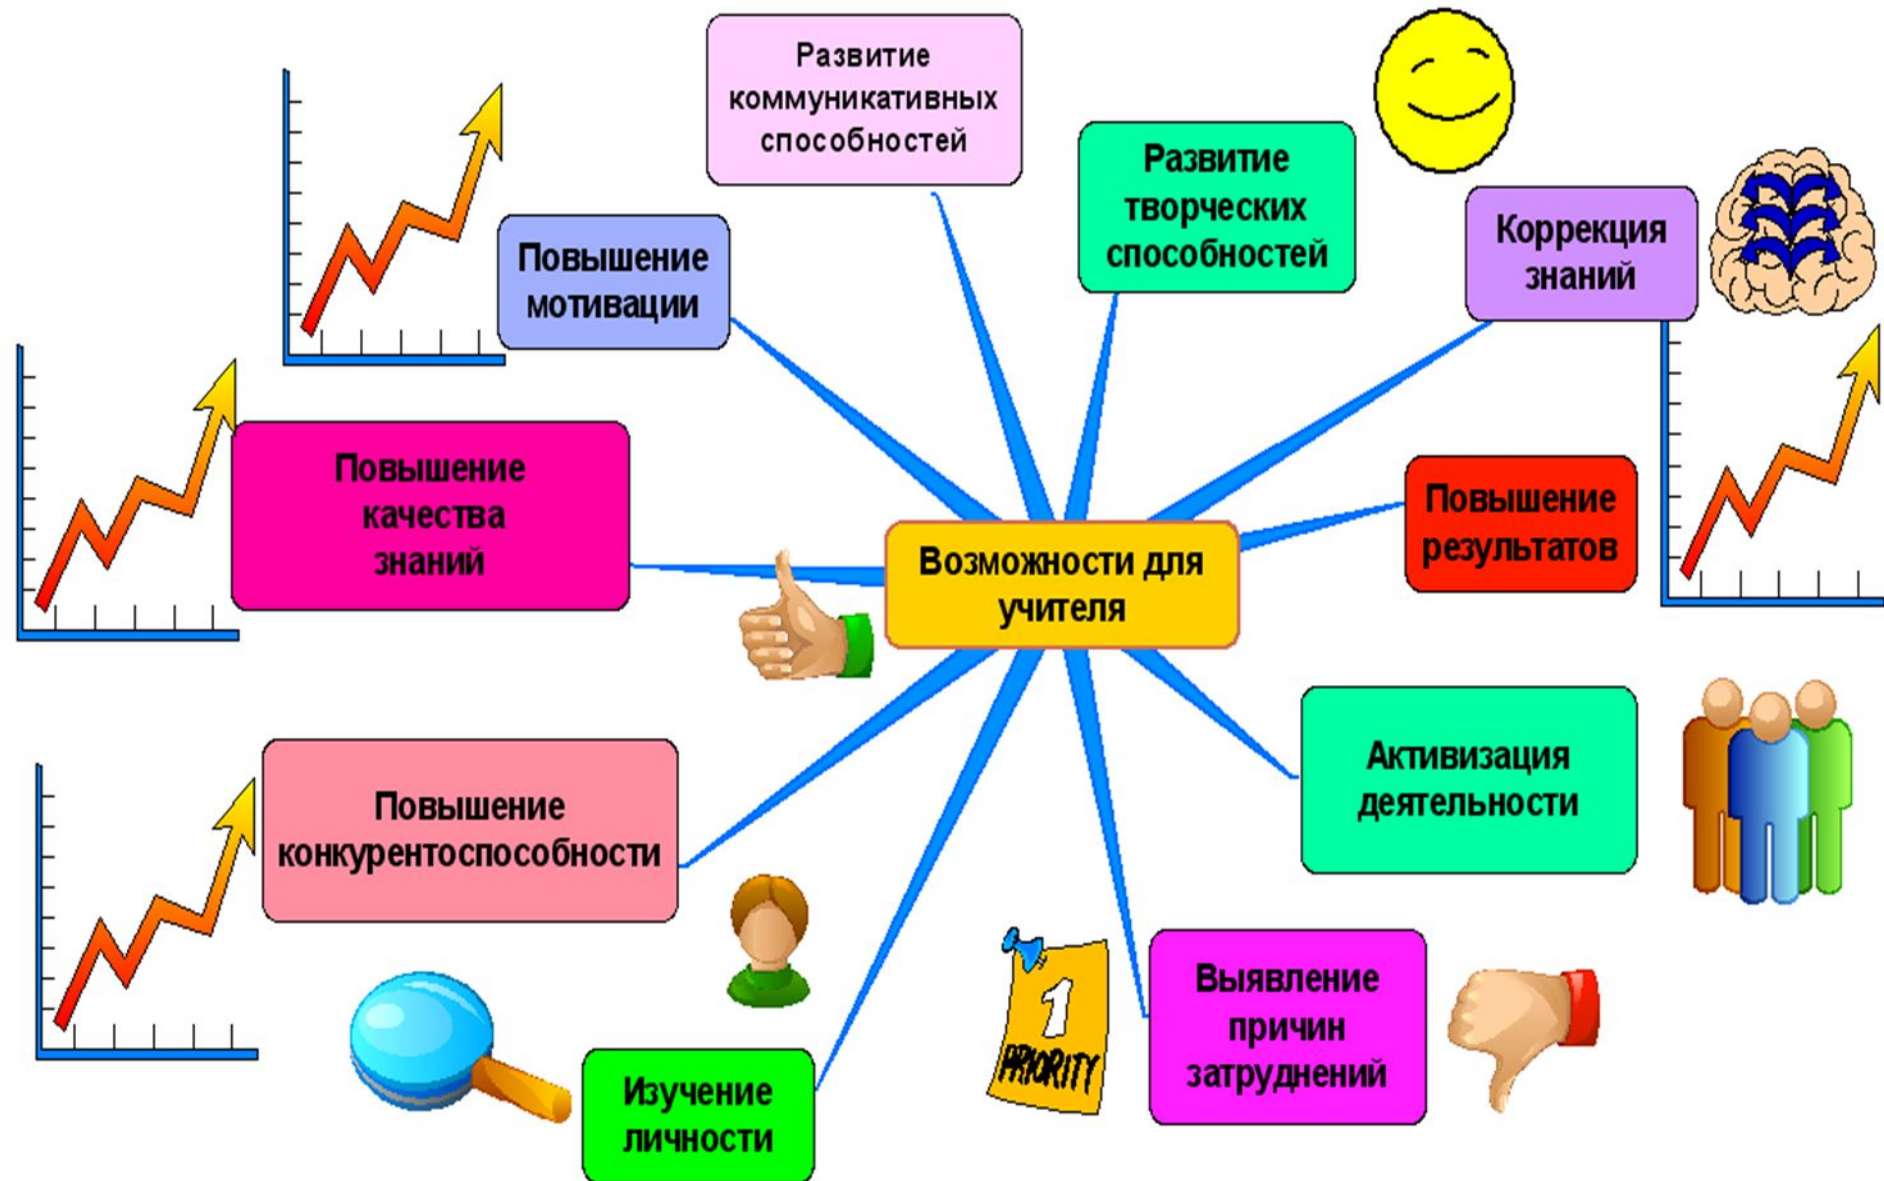 Развитие
коммуникативных
способностей
Развитие
творческих
способностей
Коррекция
знаний
Повышение
мотивации
Повышение
качества
знаний
Повышение
результатов
Возможности для
учителя
Активизация
деятельности
Повышение
конкурентоспособности
Выявление
причин
затруднений
1
PRIORITY
Изучение
личности